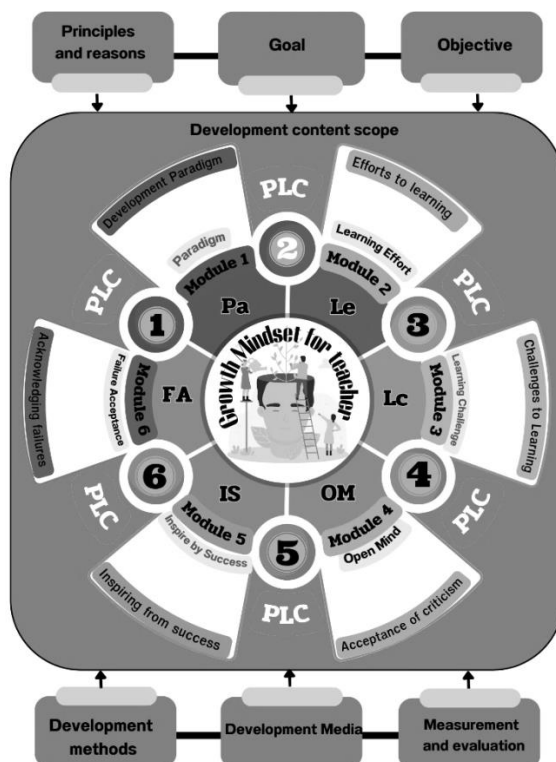 Principles
and reasons
Goal
Objective
Development content scope
Development Paradigm
PLC
Efforts to learning
Paradigm
Module 1
Pa
2
Learning Effort
Module 2
Le
PLC
1
PLC
3
Growth Mindset for teacher
Acknowledging failures
Failure Acceptance
Module 6
FA
Lc
Module 3
Learning Challenge
Challenges to Learning
6
PLC
IS
Module 5
Inspire by Success
OM
Module 4
Open Mind
4
PLC
5
PLC
Inspiring from success
Acceptance of criticism
Development
methods
Development Media
Measurement
and evaluation